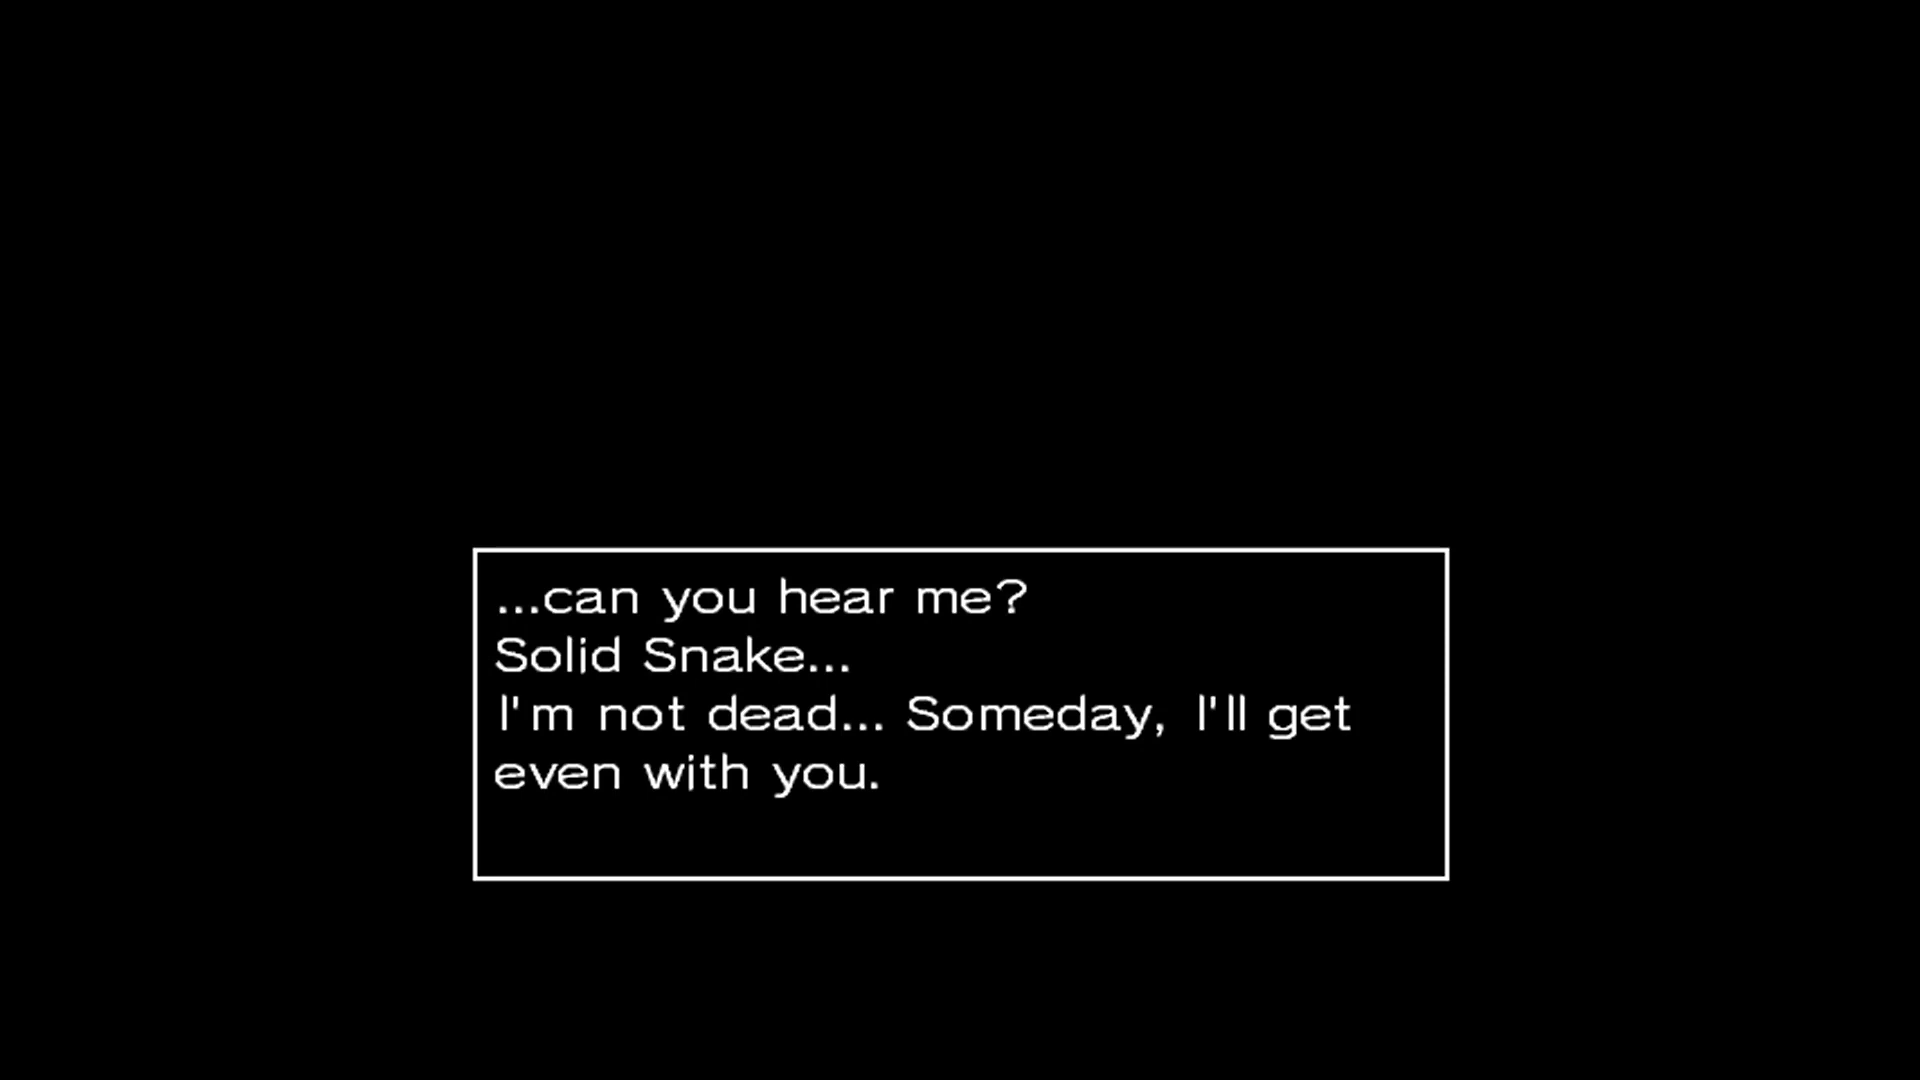 ...can you hear me?
Solid Snake...
I'm not dead... Someday, I'll get
even with you.